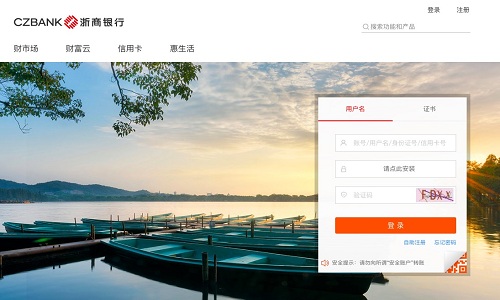 登录 注册
CZBANK 浙商银行
搜索功能和产品
财市场 财富云 信用卡 惠生活
用户名 证书
账号/用户名/身份证号/信用卡号
请点此安装
验证码
登录
自助注册 忘记密码
安全提示：请勿向所谓“安全账户”转账